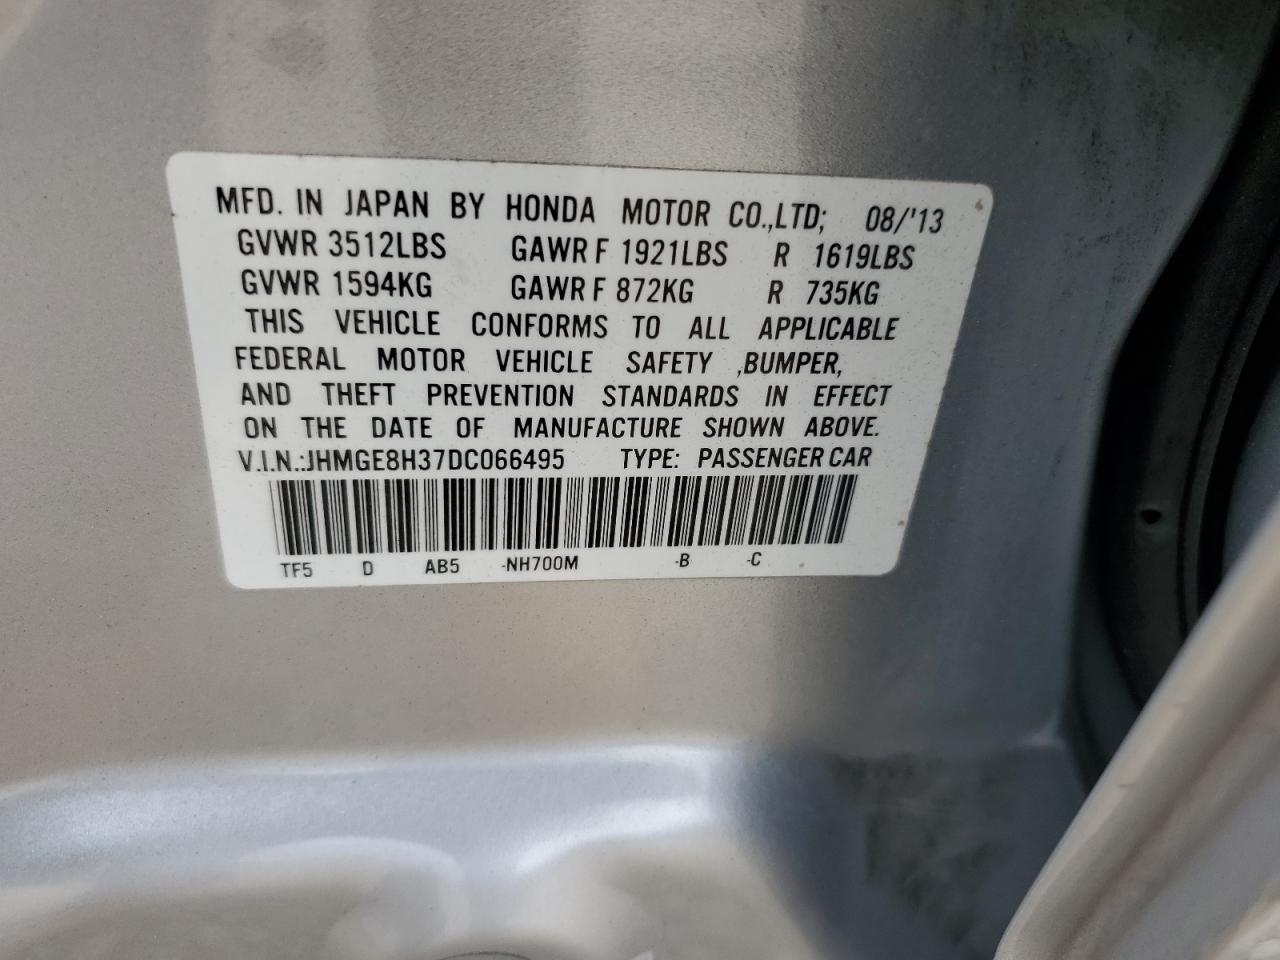 MFD. IN JAPAN BY HONDA MOTOR CO.,LTD; 08/'13
GVWR 3512LBS GAWR F 1921LBS R 1619LBS
GVWR 1594KG GAWR F 872KG R 735KG
THIS VEHICLE CONFORMS TO ALL APPLICABLE
FEDERAL MOTOR VEHICLE SAFETY ,BUMPER,
AND THEFT PREVENTION STANDARDS IN EFFECT
ON THE DATE OF MANUFACTURE SHOWN ABOVE.
V.I.N.:JHMGE8H37DC066495 TYPE: PASSENGER CAR
TF5 D AB5 -NH700M -B -C